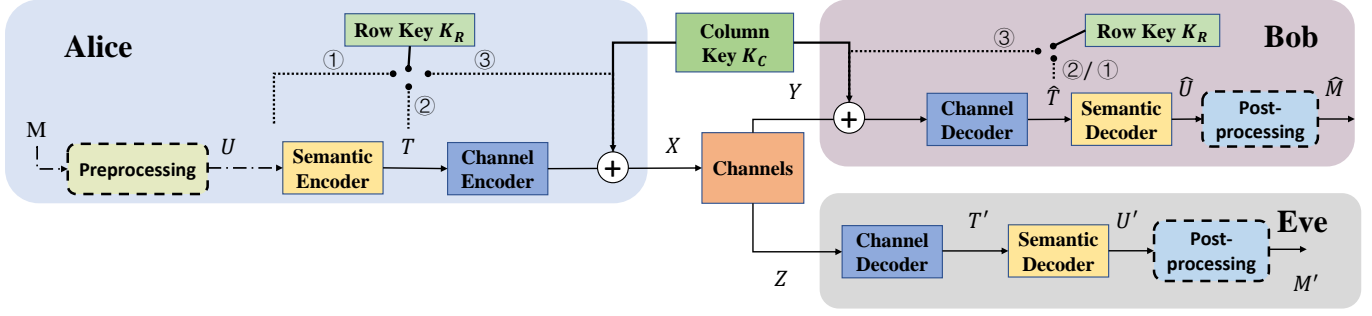 Alice
Row Key K_R
①
③
②
M
Preprocessing
U
Semantic
Encoder
T
Channel
Encoder
X
Column
Key K_C
Channels
Y
Z
Bob
③
Row Key K_R
②/ ①
Channel
Decoder
T̂
Semantic
Decoder
Û
Post-
processing
M̂
Eve
Channel
Decoder
T′
Semantic
Decoder
U′
Post-
processing
M′